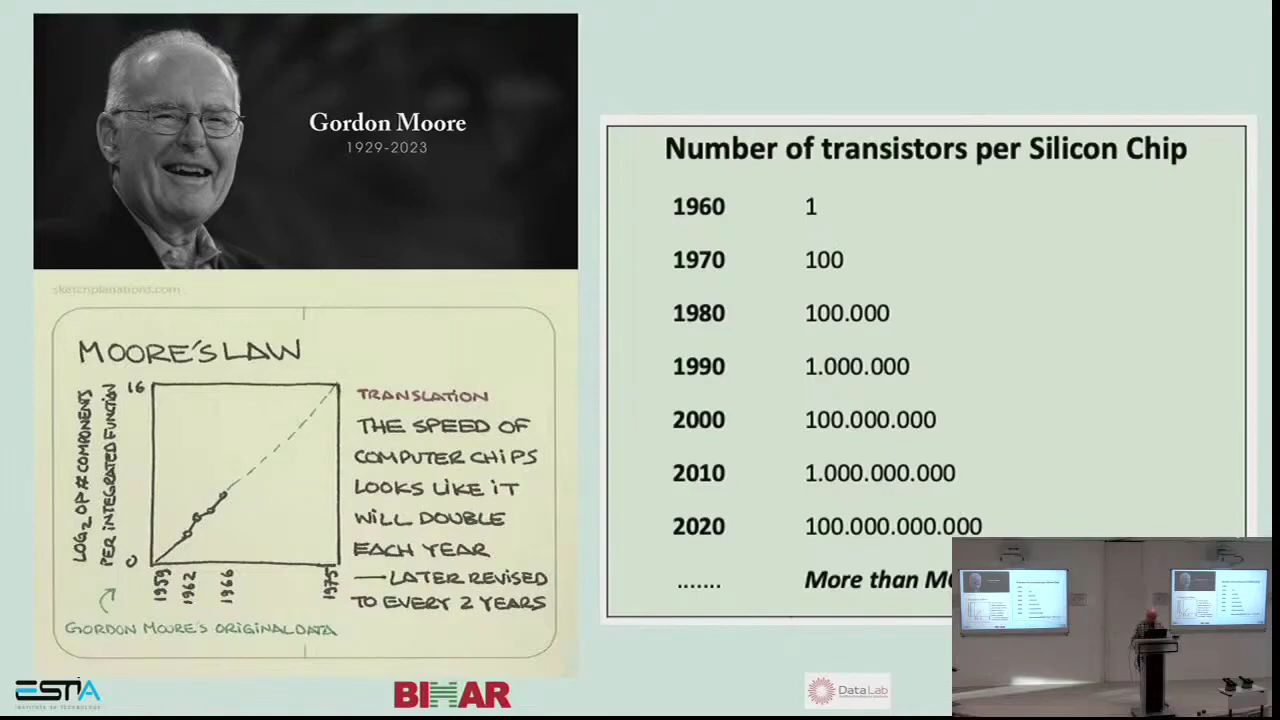 Gordon Moore
1929-2023
sketchplanations.com
MOORE'S LAW
LOG2 OP # COMPONENTS
PER INTEGRATED FUNCTION
16
0
1959
1962
1966
1975
GORDON MOORE'S ORIGINAL DATA
TRANSLATION
THE SPEED OF
COMPUTER CHIPS
LOOKS LIKE IT
WILL DOUBLE
EACH YEAR
—LATER REVISED
TO EVERY 2 YEARS
Number of transistors per Silicon Chip
1960 1
1970 100
1980 100.000
1990 1.000.000
2000 100.000.000
2010 1.000.000.000
2020 100.000.000.000
....... More than
ESTIA
INSTITUTE OF TECHNOLOGY
BIHAR
DataLab